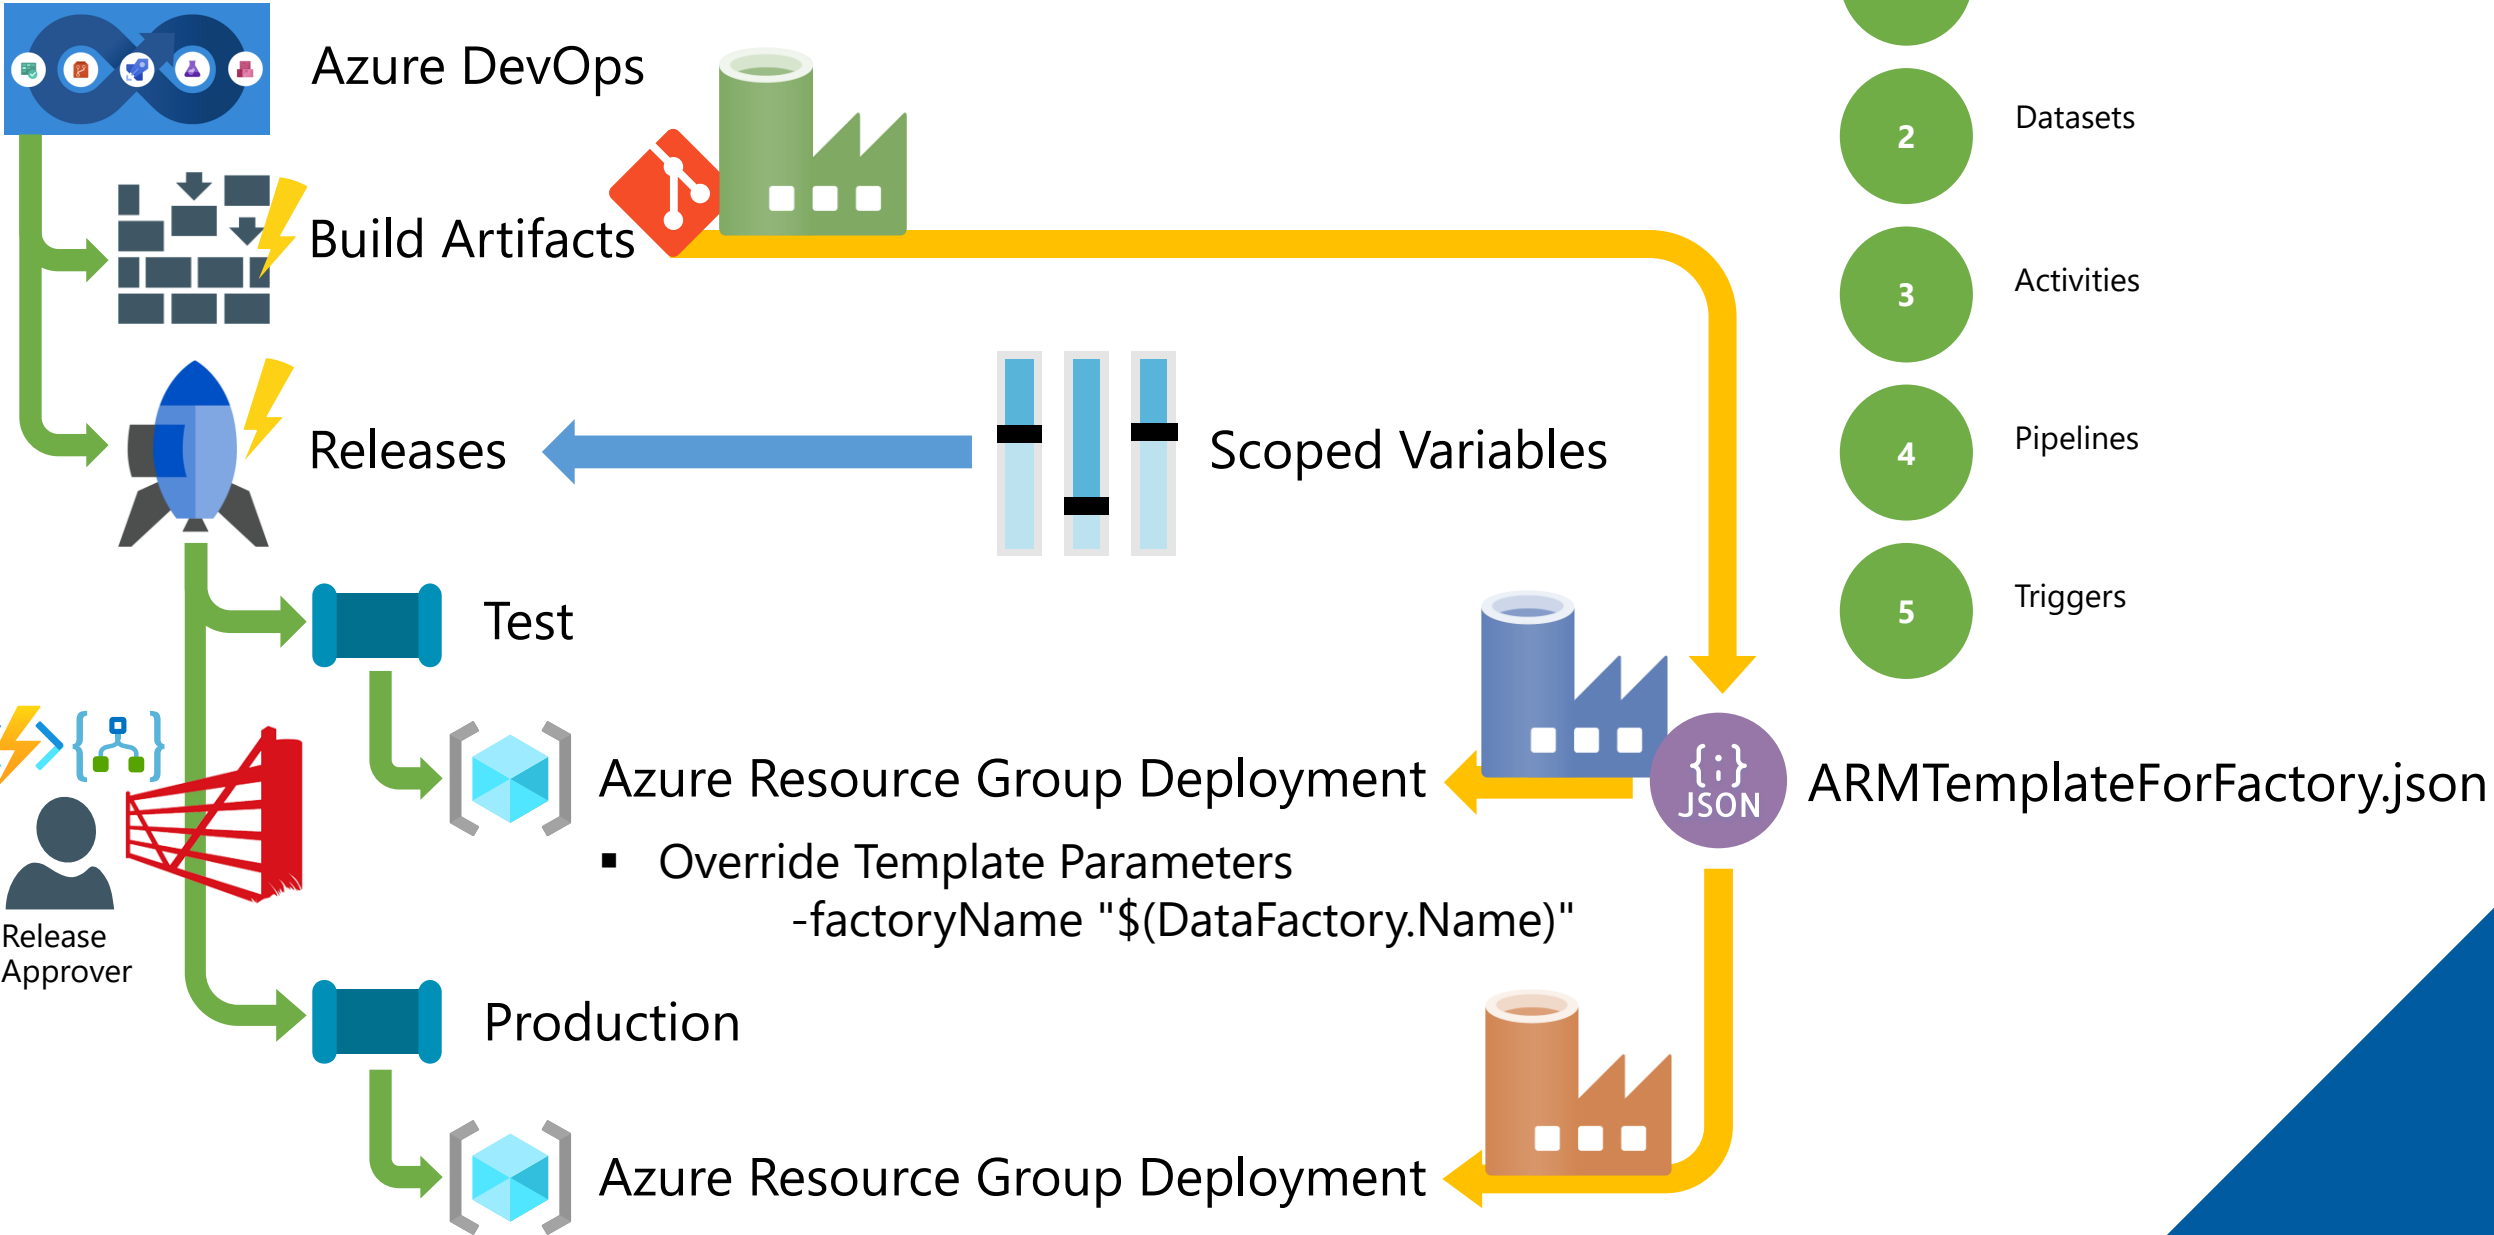 Azure DevOps
Build Artifacts
Releases
Scoped Variables
Test
Azure Resource Group Deployment
▪ Override Template Parameters
-factoryName "$(DataFactory.Name)"
Release
Approver
Production
Azure Resource Group Deployment
{;}
JSON
ARMTemplateForFactory.json
2
Datasets
3
Activities
4
Pipelines
5
Triggers